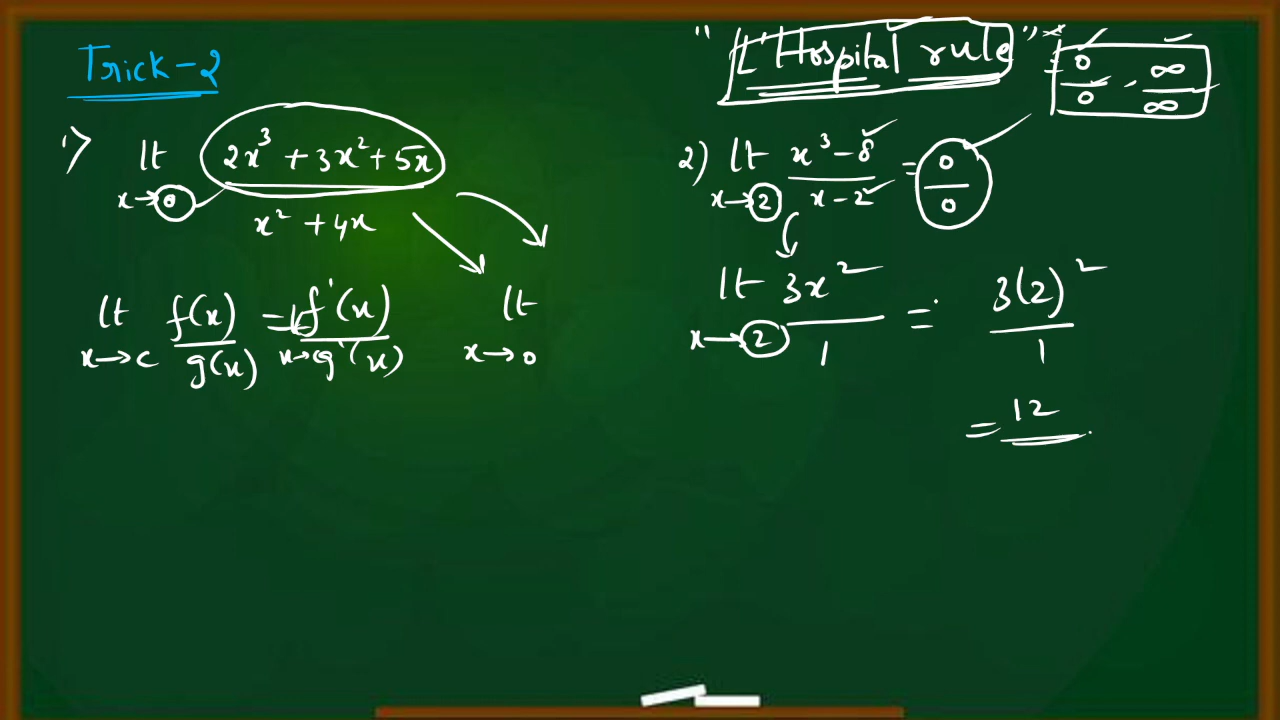 Trick-2
"L'Hospital rule" * = 0/0, ∞/∞
1) lt x→0 (2x³ + 3x² + 5x)/(x² + 4x)
lt x→c f(x)/g(x) = lt x→c f'(x)/g'(x)
lt x→0
2) lt x→2 (x³-8)/(x-2) = 0/0
lt x→2 3x²/1 = 3(2)²/1
= 12